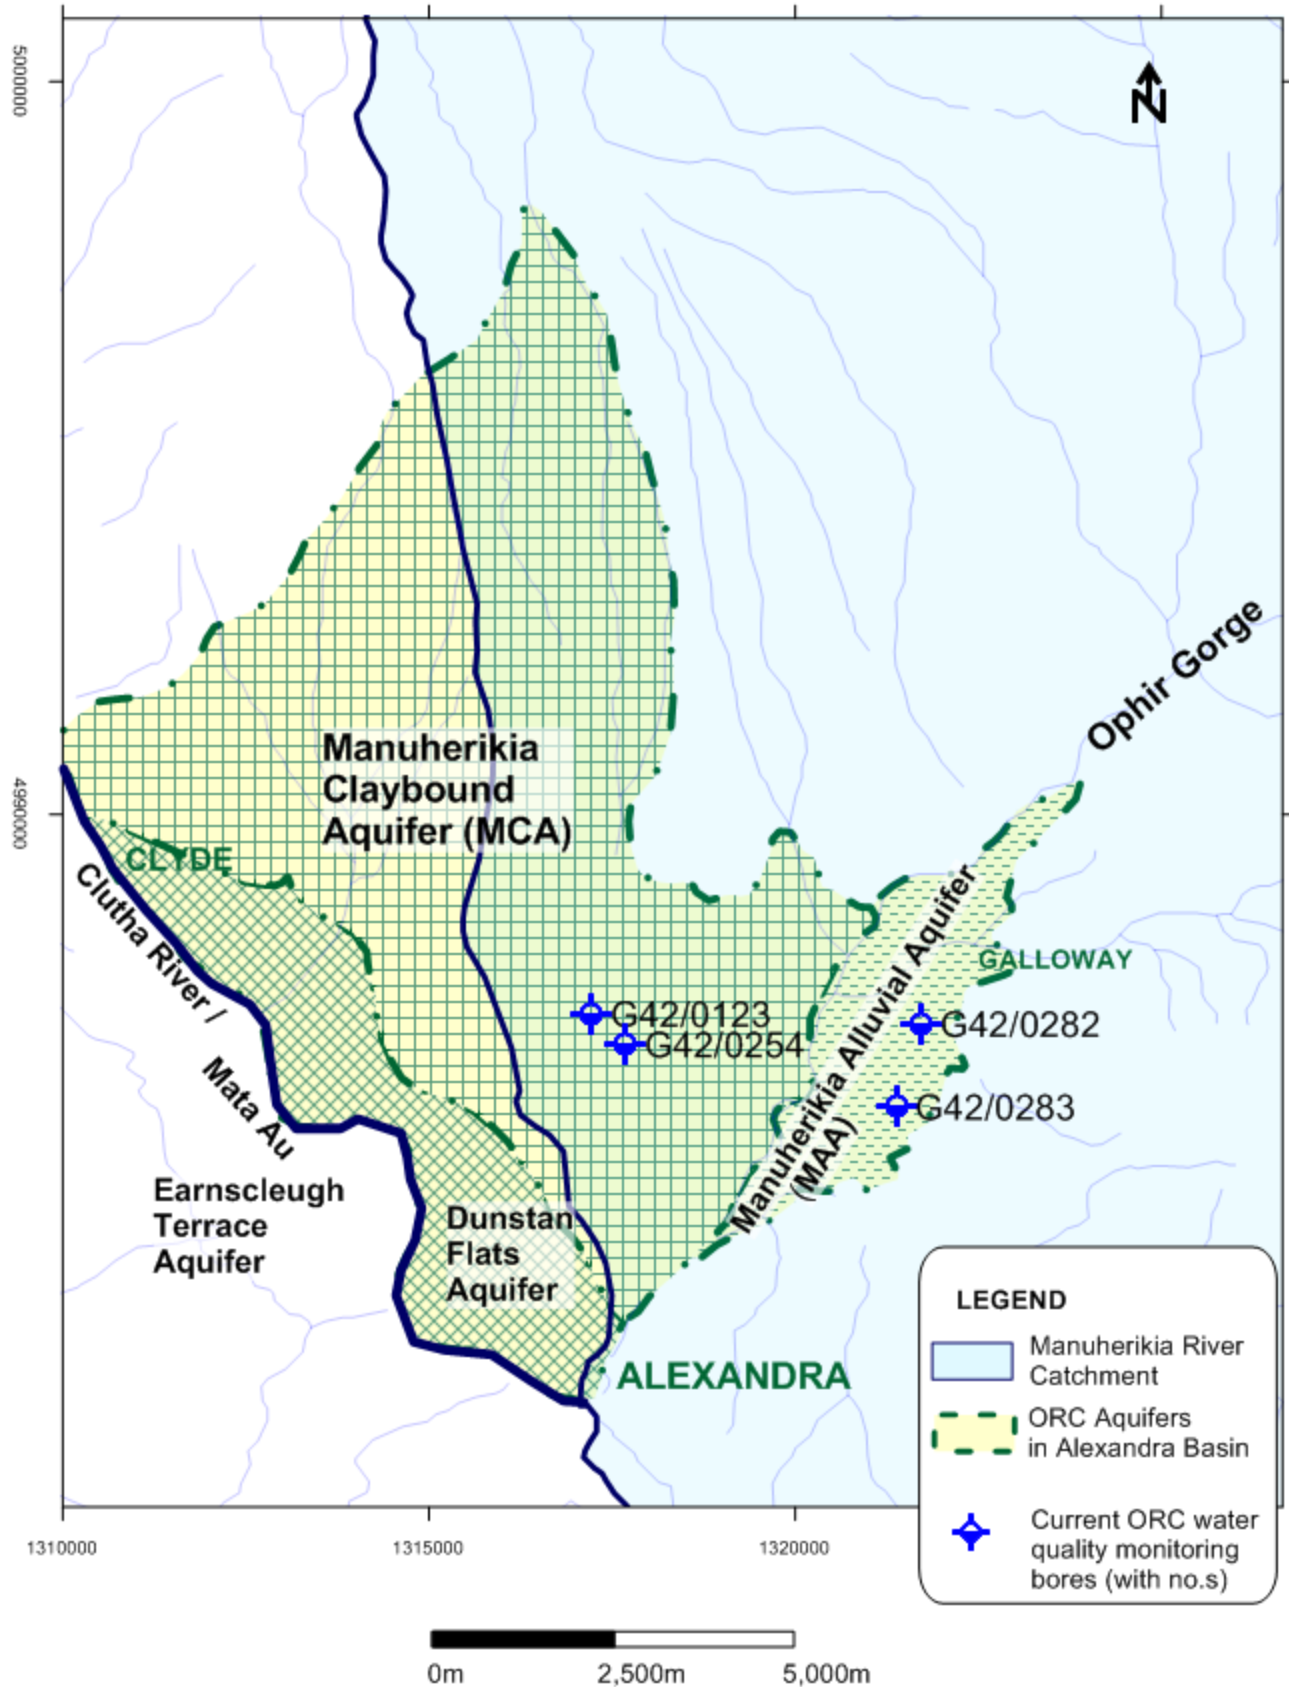 5000000
N
Ophir Gorge
Manuherikia
Claybound
Aquifer (MCA)
4990000
CLYDE
Clutha River /
Mata Au
Manuherikia Alluvial Aquifer
(MAA)
GALLOWAY
G42/0123
G42/0254
G42/0282
G42/0283
Earnscleugh
Terrace
Aquifer
Dunstan
Flats
Aquifer
ALEXANDRA
LEGEND
Manuherikia River
Catchment
ORC Aquifers
in Alexandra Basin
Current ORC water
quality monitoring
bores (with no.s)
1310000
1315000
1320000
0m
2,500m
5,000m